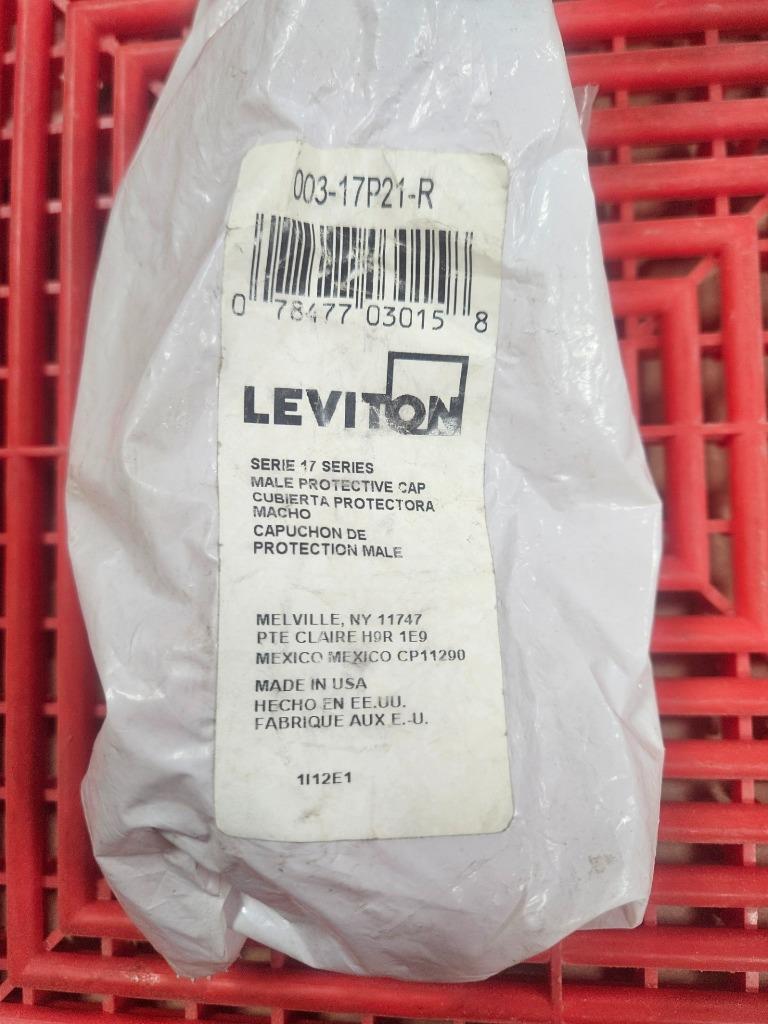 003-17P21-R
0 78477 03015 8
LEVITON
SERIE 17 SERIES
MALE PROTECTIVE CAP
CUBIERTA PROTECTORA
MACHO
CAPUCHON DE
PROTECTION MALE
MELVILLE, NY 11747
PTE CLAIRE H9R 1E9
MEXICO MEXICO CP11290
MADE IN USA
HECHO EN EE.UU.
FABRIQUE AUX E.-U.
1I12E1